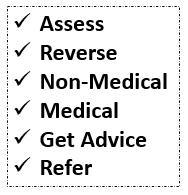 ✓ Assess
✓ Reverse
✓ Non-Medical
✓ Medical
✓ Get Advice
✓ Refer